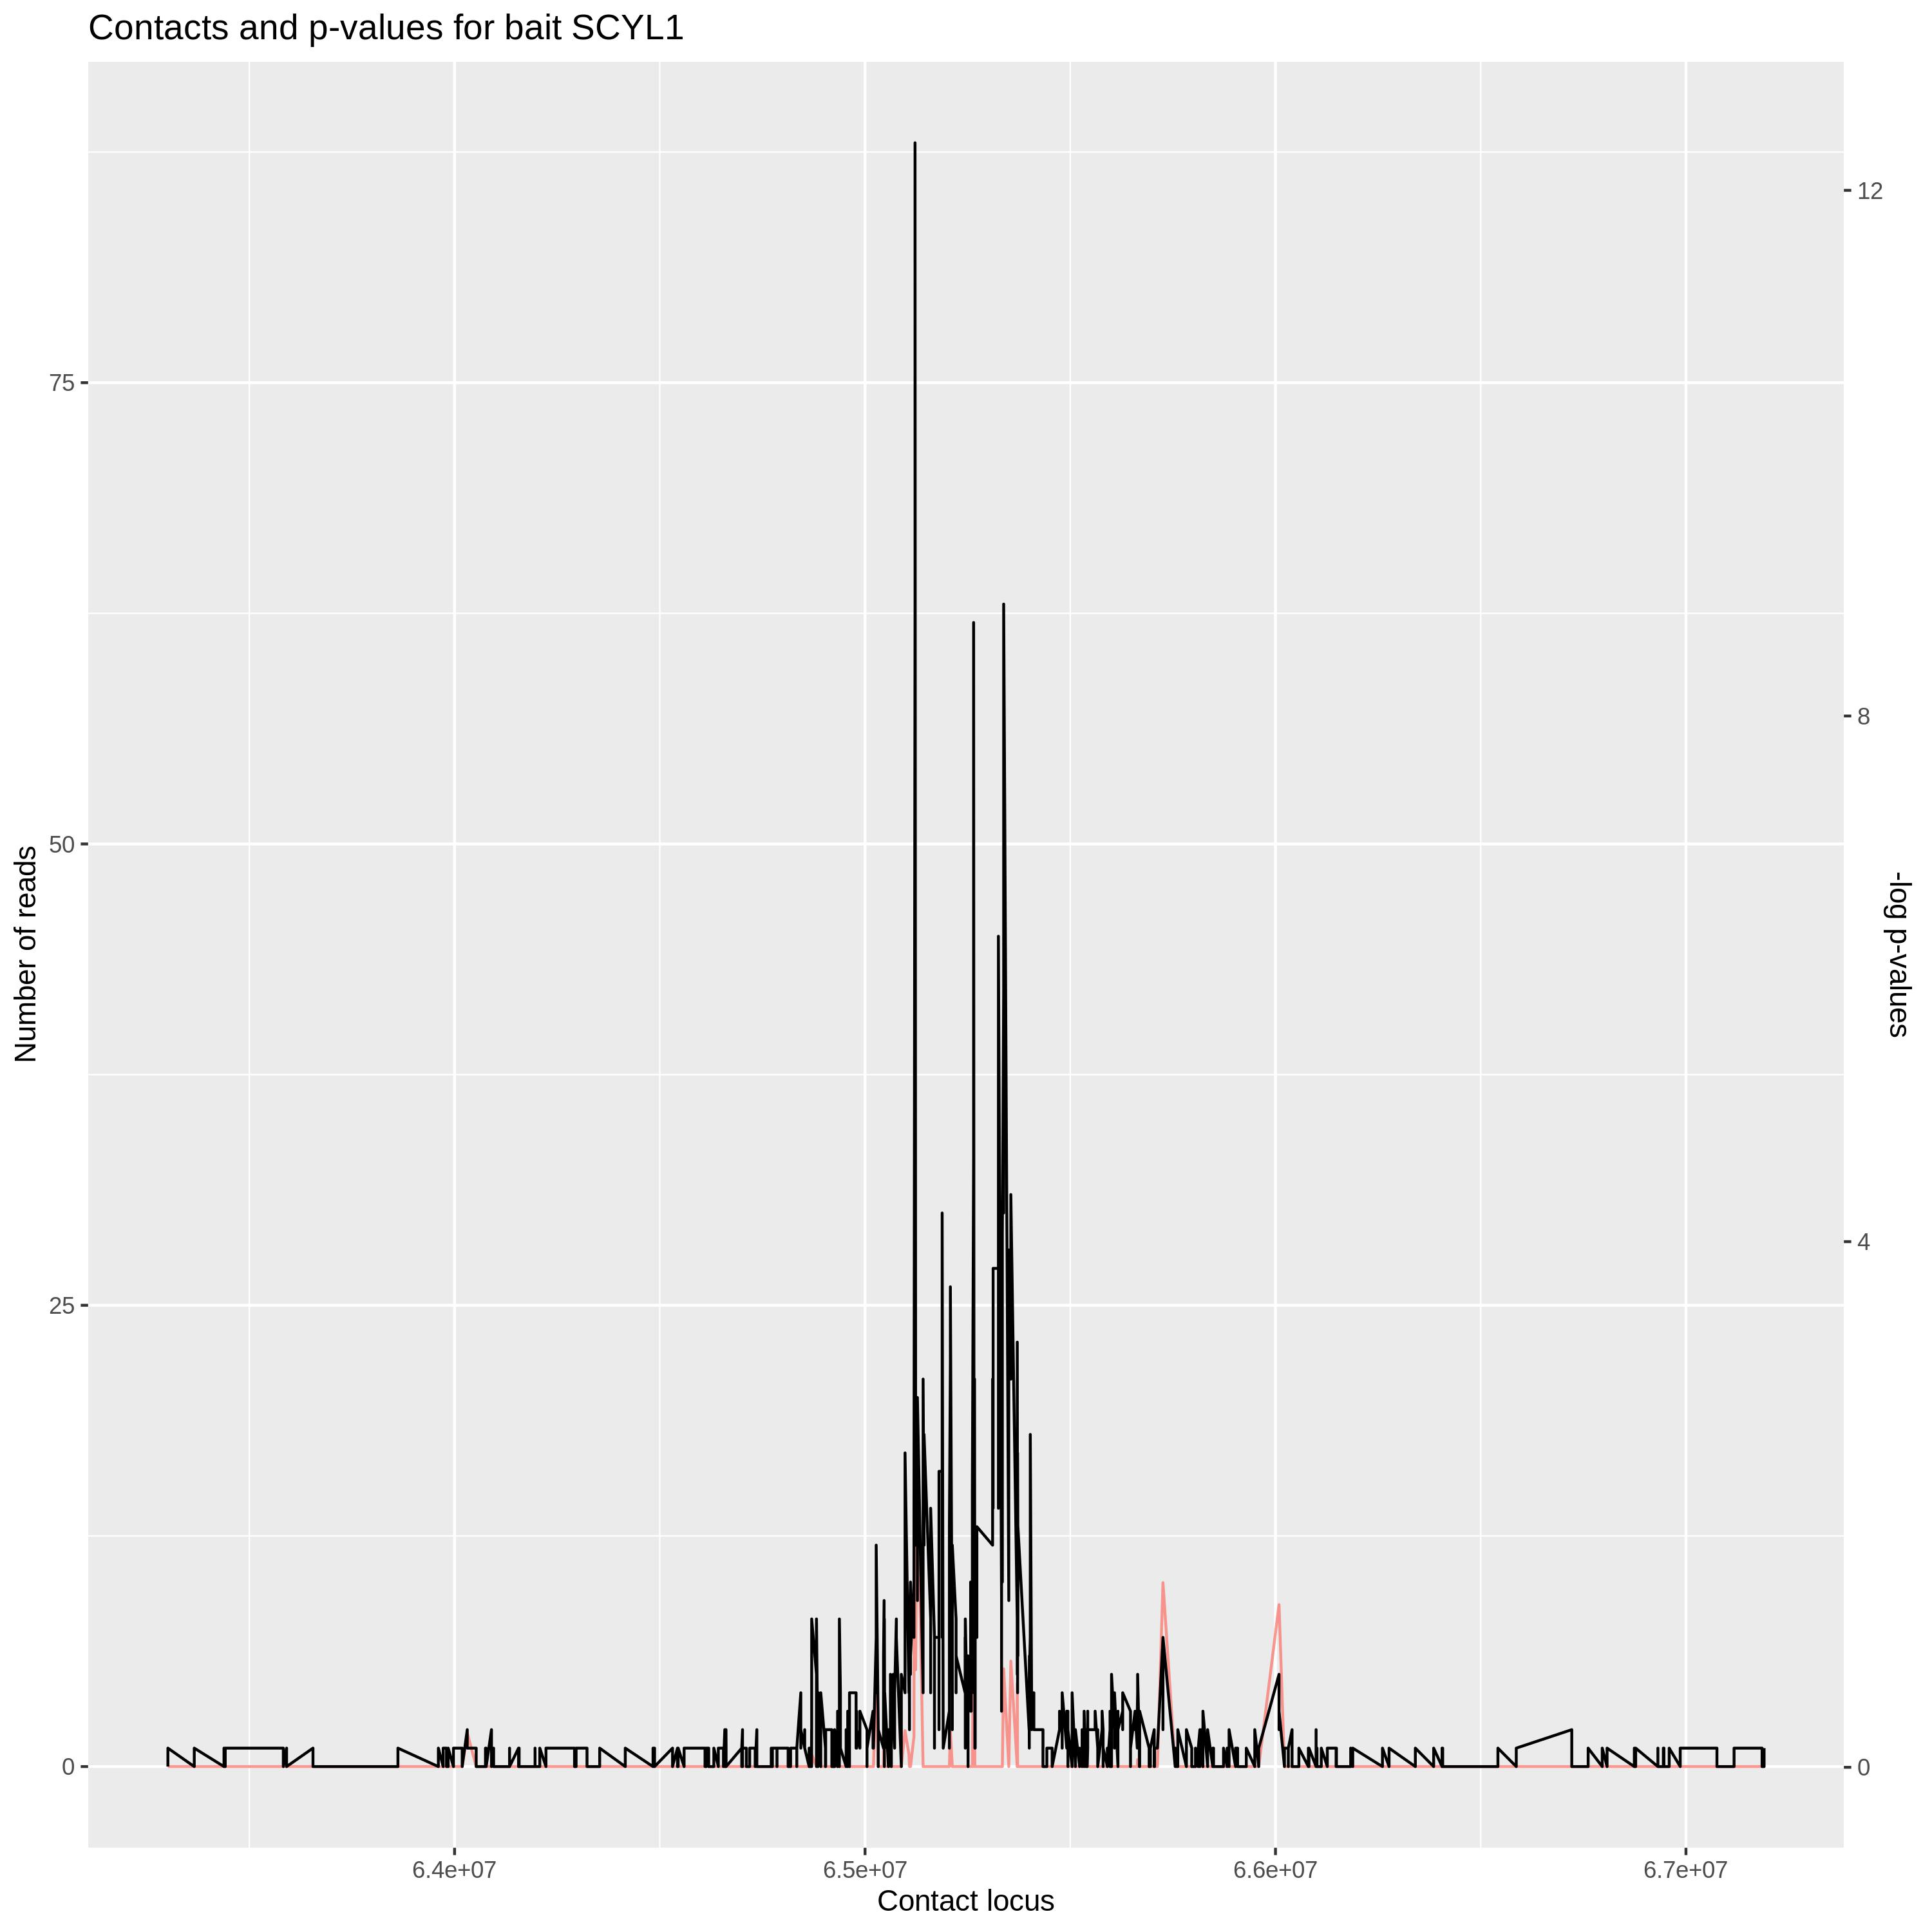 Contacts and p-values for bait SCYL1
12
75
8
50
Number of reads
-log p-values
4
25
0
0
6.4e+07
6.5e+07
6.6e+07
6.7e+07
Contact locus